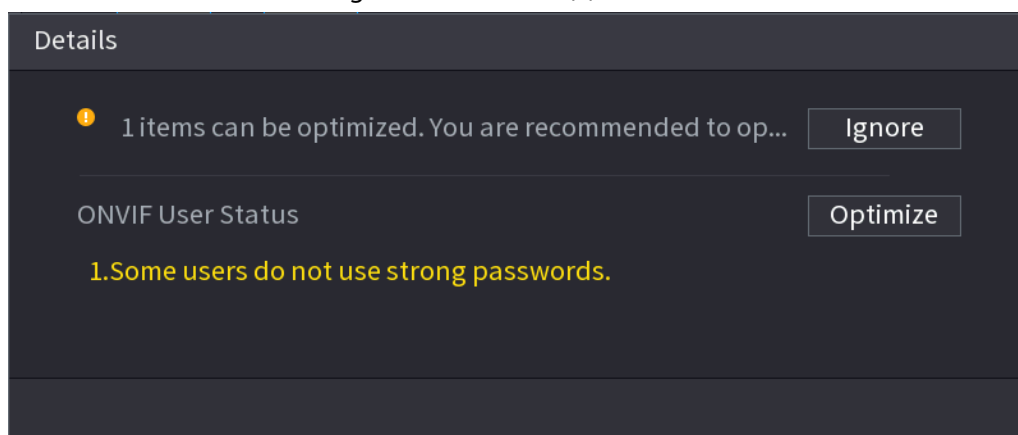 Details
1 items can be optimized. You are recommended to op...
Ignore
ONVIF User Status
Optimize
1.Some users do not use strong passwords.